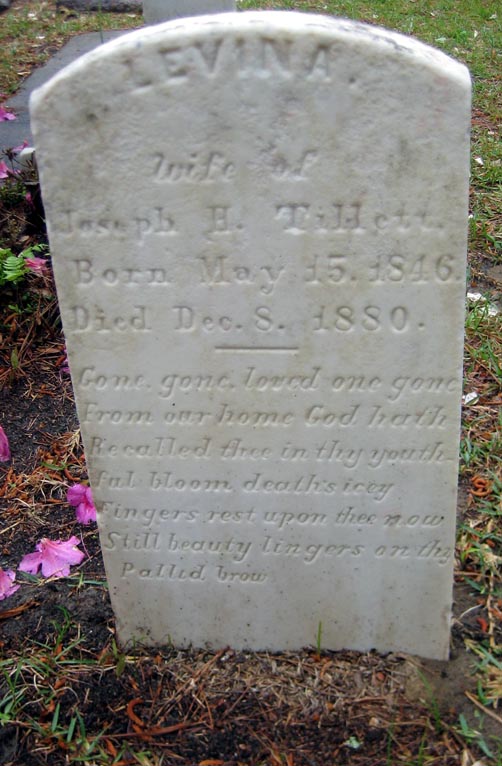 LEVINA.
wife of
Joseph H. Tillett.
Born May 15. 1846.
Died Dec. 8. 1880.
Gone. gone. loved one gone
From our home God hath
Recalled thee in thy youth-
ful bloom death's icey
Fingers rest upon thee now
Still beauty lingers on thy
Pallid brow